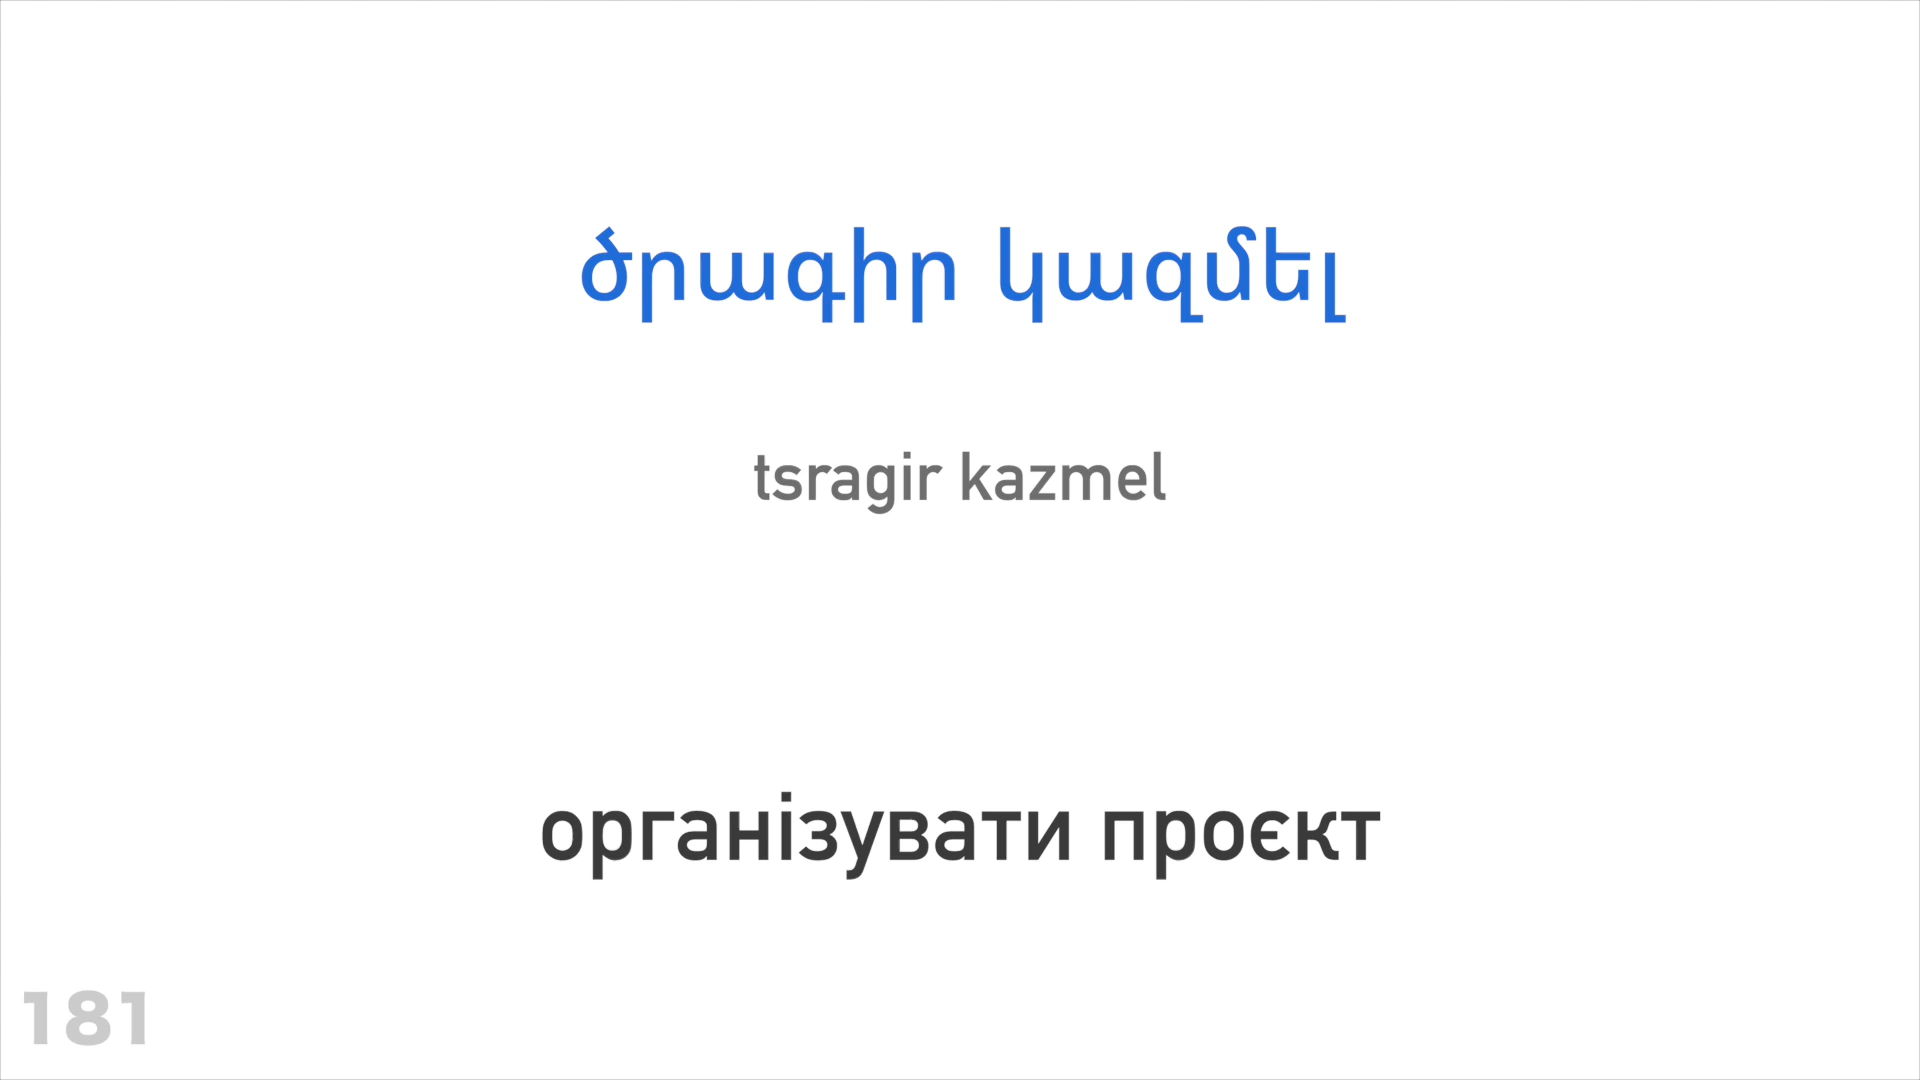 ծրագիր կազմել
tsragir kazmel
організувати проєкт
181